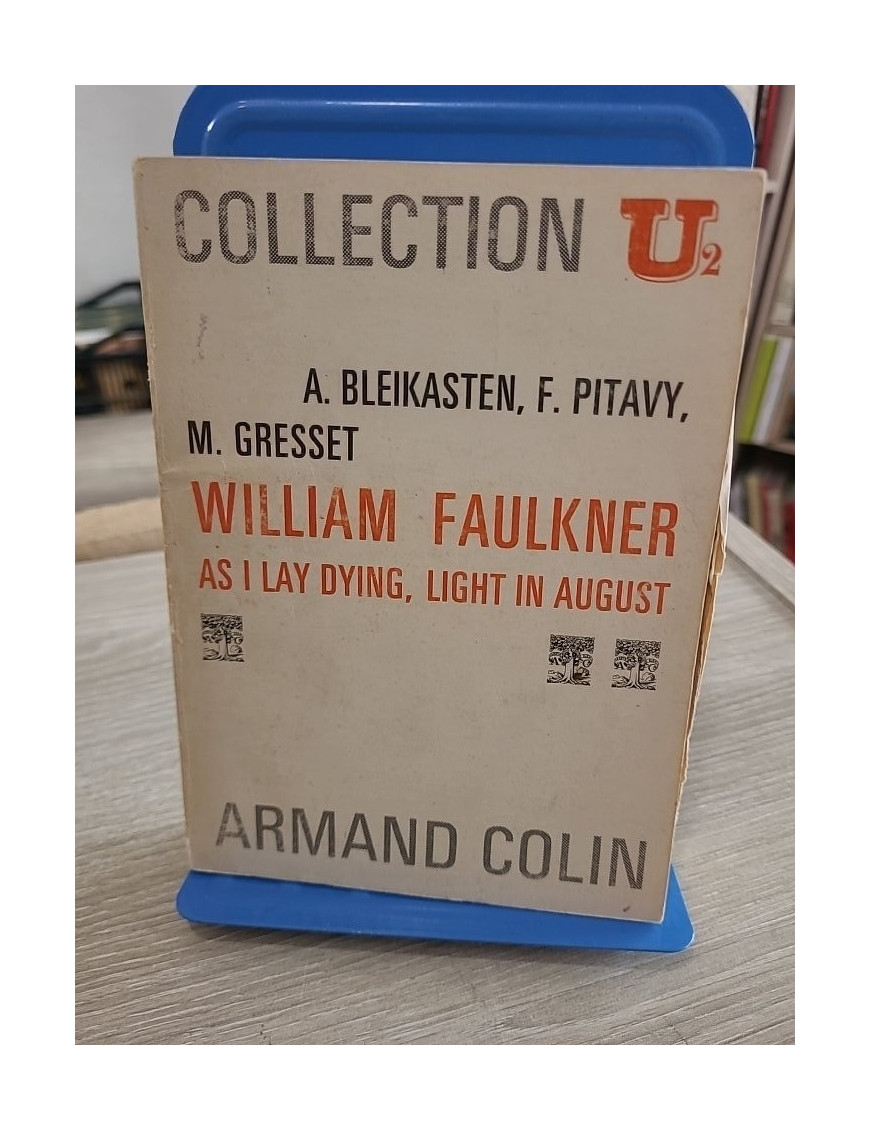 COLLECTION U2
A. BLEIKASTEN, F. PITAVY,
M. GRESSET
WILLIAM FAULKNER
AS I LAY DYING, LIGHT IN AUGUST
ARMAND COLIN